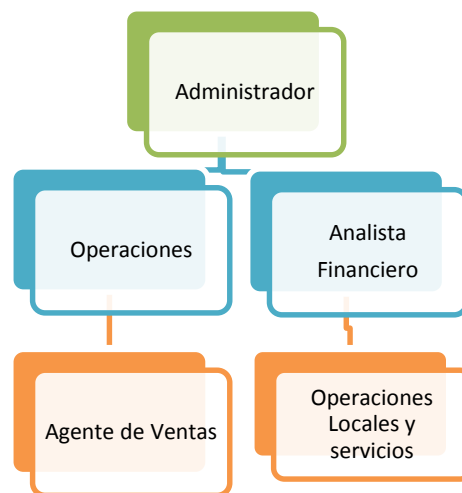 Administrador
Operaciones
Analista
Financiero
Agente de Ventas
Operaciones
Locales y
servicios